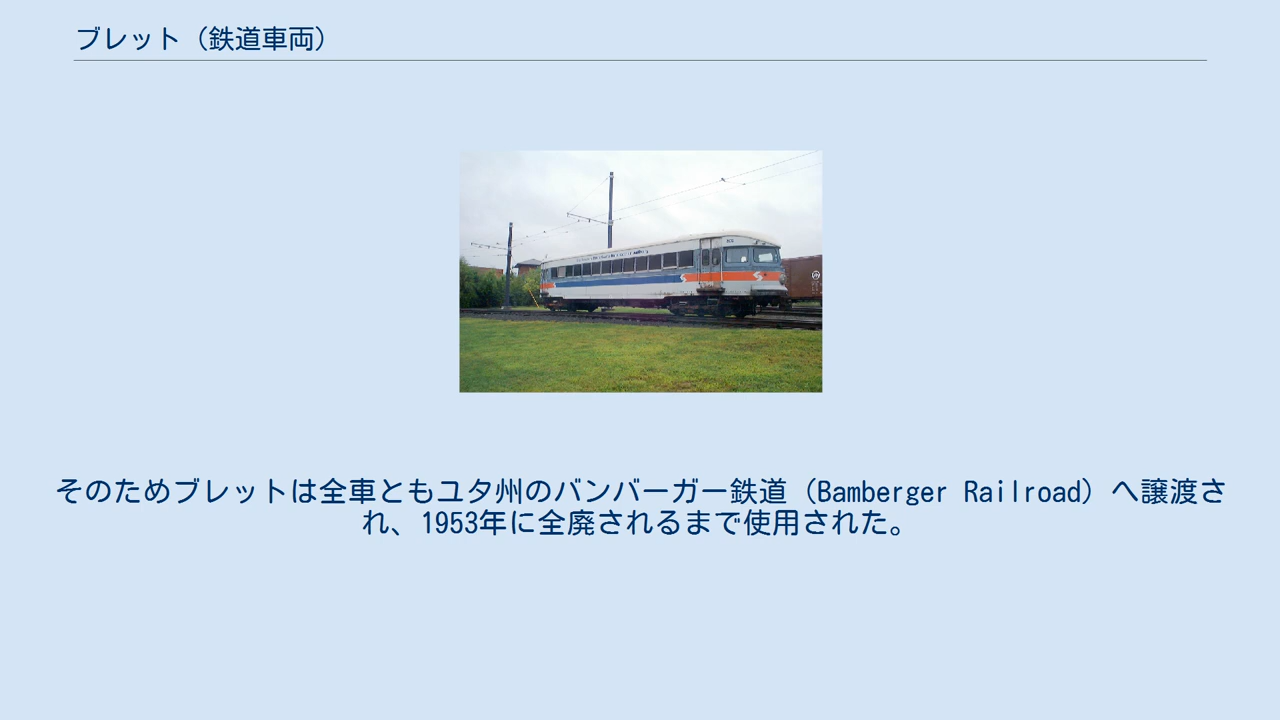 ブレット（鉄道車両）
そのためブレットは全車ともユタ州のバンバーガー鉄道（Bamberger Railroad）へ譲渡さ
れ、1953年に全廃されるまで使用された。